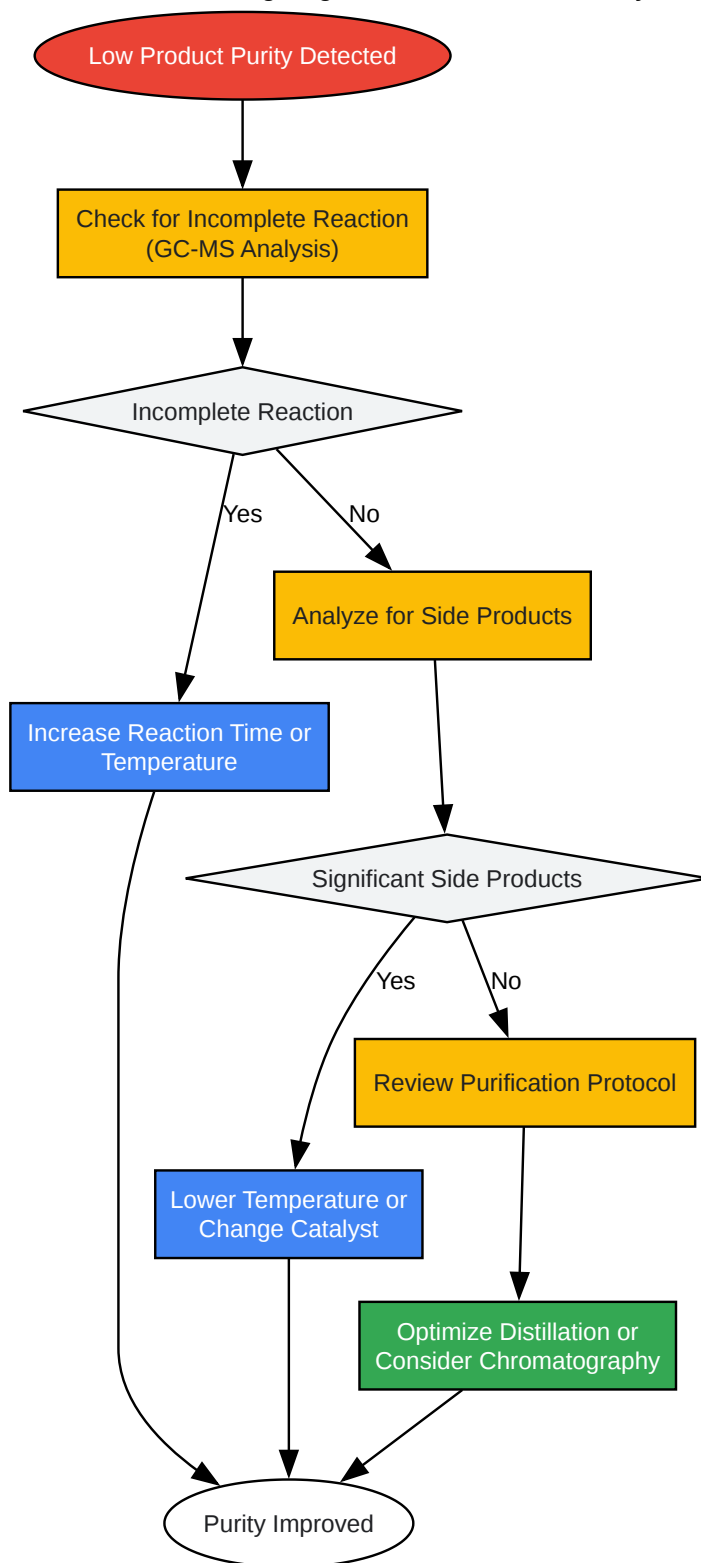 Low Product Purity Detected
Check for Incomplete Reaction
(GC-MS Analysis)
Incomplete Reaction
Yes
No
Analyze for Side Products
Increase Reaction Time or
Temperature
Significant Side Products
Yes
No
Review Purification Protocol
Lower Temperature or
Change Catalyst
Optimize Distillation or
Consider Chromatography
Purity Improved